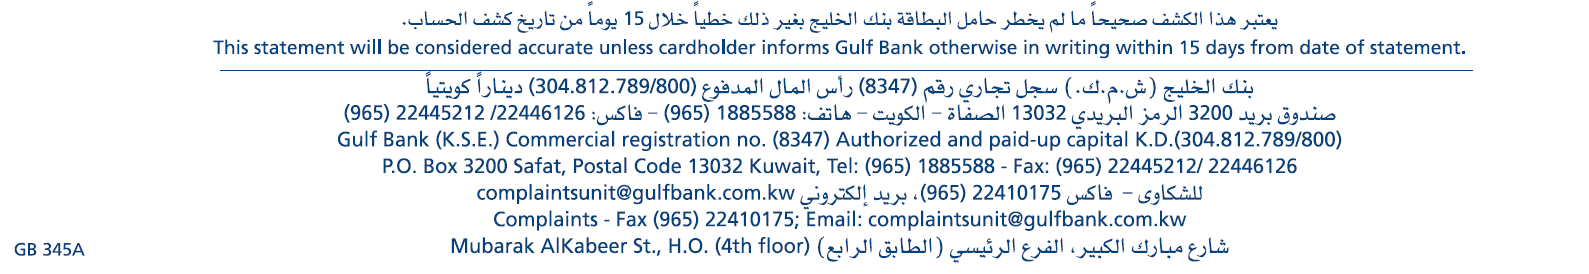 يعتبر هذا الكشف صحيحاً ما لم يخطر حامل البطاقة بنك الخليج بغير ذلك خطياً خلال 15 يوماً من تاريخ كشف الحساب.
This statement will be considered accurate unless cardholder informs Gulf Bank otherwise in writing within 15 days from date of statement.
بنك الخليج (ش.م.ك.) سجل تجاري رقم (8347) رأس المال المدفوع (304.812.789/800) ديناراً كويتياً
صندوق بريد 3200 الرمز البريدي 13032 الصفاة – الكويت – هاتف: 1885588 (965) – فاكس: 22446126/ 22445212 (965)
Gulf Bank (K.S.E.) Commercial registration no. (8347) Authorized and paid-up capital K.D.(304.812.789/800)
P.O. Box 3200 Safat, Postal Code 13032 Kuwait, Tel: (965) 1885588 - Fax: (965) 22445212/ 22446126
للشكاوى – فاكس 22410175 (965)، بريد إلكتروني complaintsunit@gulfbank.com.kw
Complaints - Fax (965) 22410175; Email: complaintsunit@gulfbank.com.kw
شارع مبارك الكبير، الفرع الرئيسي (الطابق الرابع) Mubarak AlKabeer St., H.O. (4th floor)
GB 345A